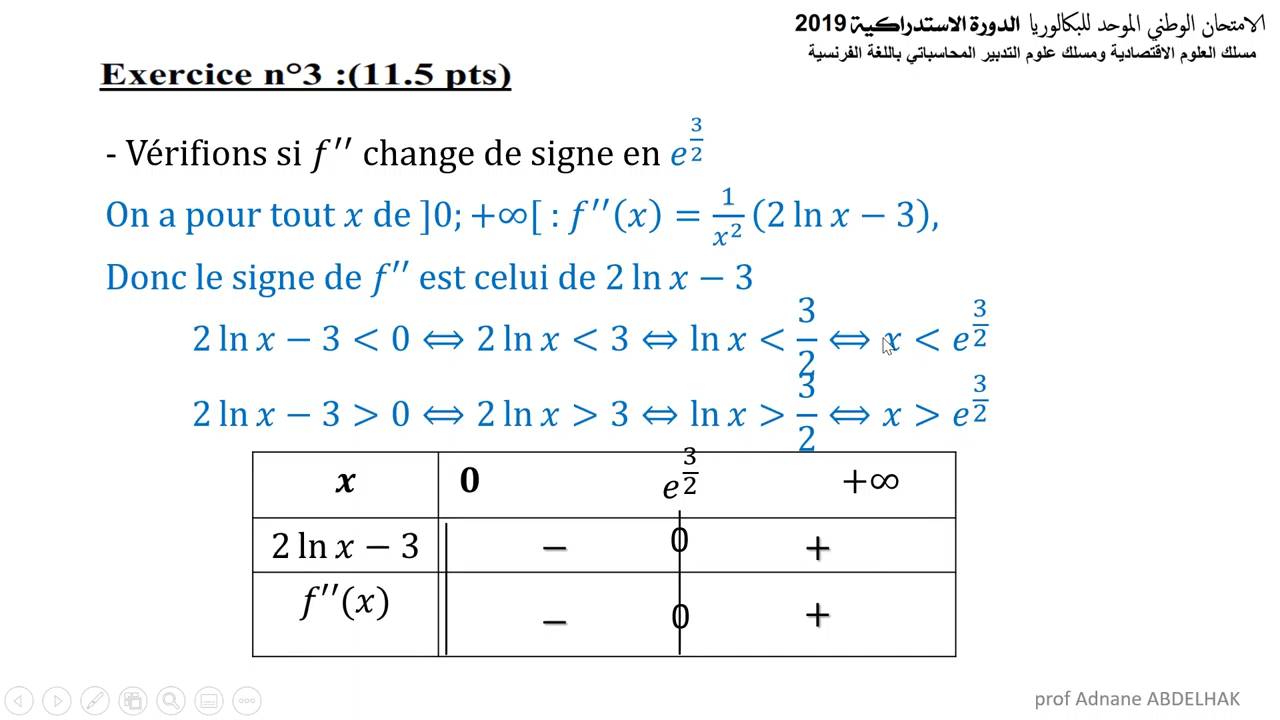 الامتحان الوطني الموحد للبكالوريا الدورة الاستدراكية 2019
مسلك العلوم الاقتصادية ومسلك علوم التدبير المحاسباتي باللغة الفرنسية
Exercice n°3 :(11.5 pts)
- Vérifions si f′′ change de signe en e^(3/2)
On a pour tout x de ]0; +∞[ : f′′(x) = 1/x² (2 ln x − 3),
Donc le signe de f′′ est celui de 2 ln x − 3
2 ln x − 3 < 0 ⟺ 2 ln x < 3 ⟺ ln x < 3/2 ⟺ x < e^(3/2)
2 ln x − 3 > 0 ⟺ 2 ln x > 3 ⟺ ln x > 3/2 ⟺ x > e^(3/2)
x 0 e^(3/2) +∞
2 ln x − 3 − 0 +
f′′(x) − 0 +
prof Adnane ABDELHAK